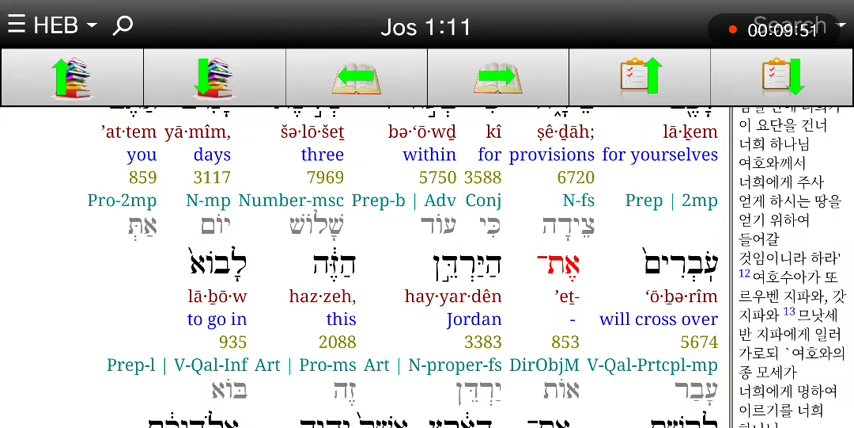 ☰ HEB
Jos 1:11
Search
00:09:51
’at·tem yā·mîm, šə·lō·šeṯ bə·‘ō·wḏ kî ṣê·ḏāh; lā·ḵem
you days three within for provisions for yourselves
859 3117 7969 5750 3588 6720
Pro-2mp N-mp Number-msc Prep-b | Adv Conj N-fs Prep | 2mp
צֵידָה כִּי עוֹד שָׁלוֹשׁ יוֹם אַתְּ
עֹֽבְרִים֙ אֶת־ הַיַּרְדֵּ֣ן הַזֶּ֔ה לָבוֹא֙
lā·ḇō·w haz·zeh, hay·yar·dên ’eṯ- ‘ō·ḇə·rîm
to go in this Jordan - will cross over
935 2088 3383 853 5674
Prep-l | V-Qal-Inf Art | Pro-ms Art | N-proper-fs DirObjM V-Qal-Prtcpl-mp
עָבַר אוֹת יַרְדֵּן זֶה בּוֹא
이 요단을 건너
너희 하나님
여호와께서
너희에게 주사
얻게 하시는 땅을
얻기 위하여
들어갈
것임이니라 하라'
12여호수아가 또
르우벤 지파와, 갓
지파와 13므낫세
반 지파에게 일러
가로되 `여호와의
종 모세가
너희에게 명하여
이르기를 너희